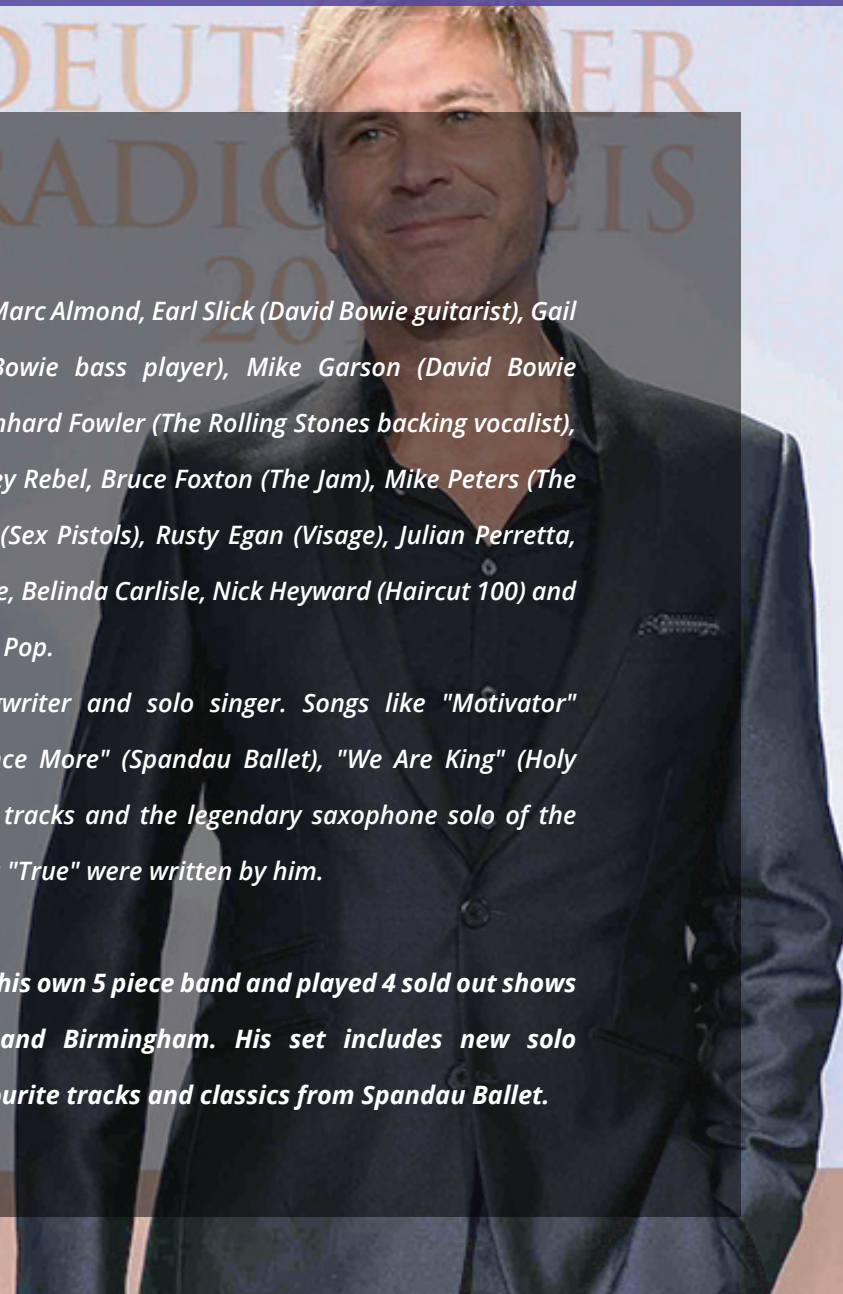 DEUT ER
RADIO EIS
20
Marc Almond, Earl Slick (David Bowie guitarist), Gail
Bowie bass player), Mike Garson (David Bowie
nhard Fowler (The Rolling Stones backing vocalist),
ey Rebel, Bruce Foxton (The Jam), Mike Peters (The
(Sex Pistols), Rusty Egan (Visage), Julian Perretta,
e, Belinda Carlisle, Nick Heyward (Haircut 100) and
Pop.
gwriter and solo singer. Songs like "Motivator"
nce More" (Spandau Ballet), "We Are King" (Holy
tracks and the legendary saxophone solo of the
"True" were written by him.
his own 5 piece band and played 4 sold out shows
and Birmingham. His set includes new solo
ourite tracks and classics from Spandau Ballet.